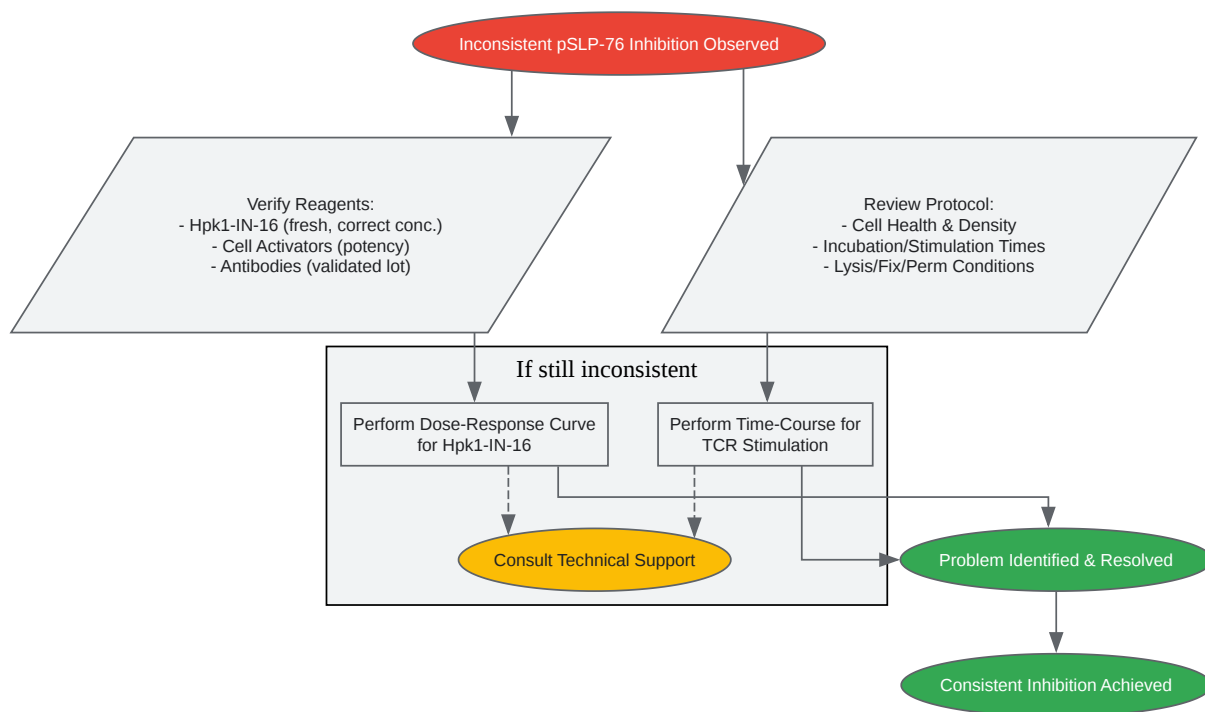 Inconsistent pSLP-76 Inhibition Observed
Verify Reagents:
- Hpk1-IN-16 (fresh, correct conc.)
- Cell Activators (potency)
- Antibodies (validated lot)
Review Protocol:
- Cell Health & Density
- Incubation/Stimulation Times
- Lysis/Fix/Perm Conditions
If still inconsistent
Perform Dose-Response Curve
for Hpk1-IN-16
Perform Time-Course for
TCR Stimulation
Consult Technical Support
Problem Identified & Resolved
Consistent Inhibition Achieved